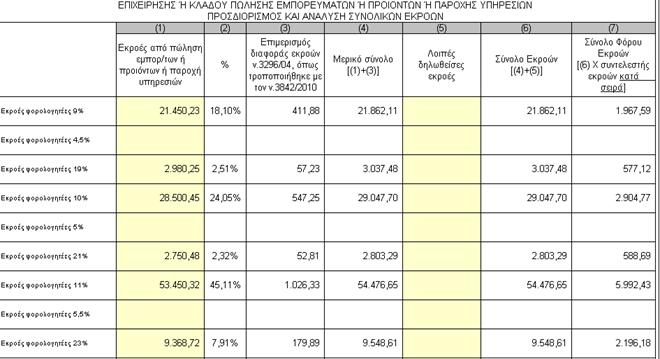 ΕΠΙΧΕΙΡΗΣΗΣ Ή ΚΛΑΔΟΥ ΠΩΛΗΣΗΣ ΕΜΠΟΡΕΥΜΑΤΩΝ Ή ΠΡΟΙΟΝΤΩΝ Ή ΠΑΡΟΧΗΣ ΥΠΗΡΕΣΙΩΝ
ΠΡΟΣΔΙΟΡΙΣΜΟΣ ΚΑΙ ΑΝΑΛΥΣΗ ΣΥΝΟΛΙΚΩΝ ΕΚΡΟΩΝ
(1) (2) (3) (4) (5) (6) (7)
Εκροές από πώληση
εμπορ/των ή
προιόντων ή παροχή
υπηρεσιών
%
Επιμερισμός
διαφοράς εκροών
ν.3296/04, όπως
τροποποιήθηκε με
τον ν.3842/2010
Μερικό σύνολο
[(1)+(3)]
Λοιπές
δηλωθείσες
εκροές
Σύνολο Εκροών
[(4)+(5)]
Σύνολο Φόρου
Εκροών
[(6) Χ συντελεστής
εκροών κατά
σειρά]
Εκροές φορολογητέες 9% 21.450,23 18,10% 411,88 21.862,11 21.862,11 1.967,59
Εκροές φορολογητέες 4,5%
Εκροές φορολογητέες 19% 2.980,25 2,51% 57,23 3.037,48 3.037,48 577,12
Εκροές φορολογητέες 10% 28.500,45 24,05% 547,25 29.047,70 29.047,70 2.904,77
Εκροές φορολογητέες 5%
Εκροές φορολογητέες 21% 2.750,48 2,32% 52,81 2.803,29 2.803,29 588,69
Εκροές φορολογητέες 11% 53.450,32 45,11% 1.026,33 54.476,65 54.476,65 5.992,43
Εκροές φορολογητέες 5,5%
Εκροές φορολογητέες 23% 9.368,72 7,91% 179,89 9.548,61 9.548,61 2.196,18